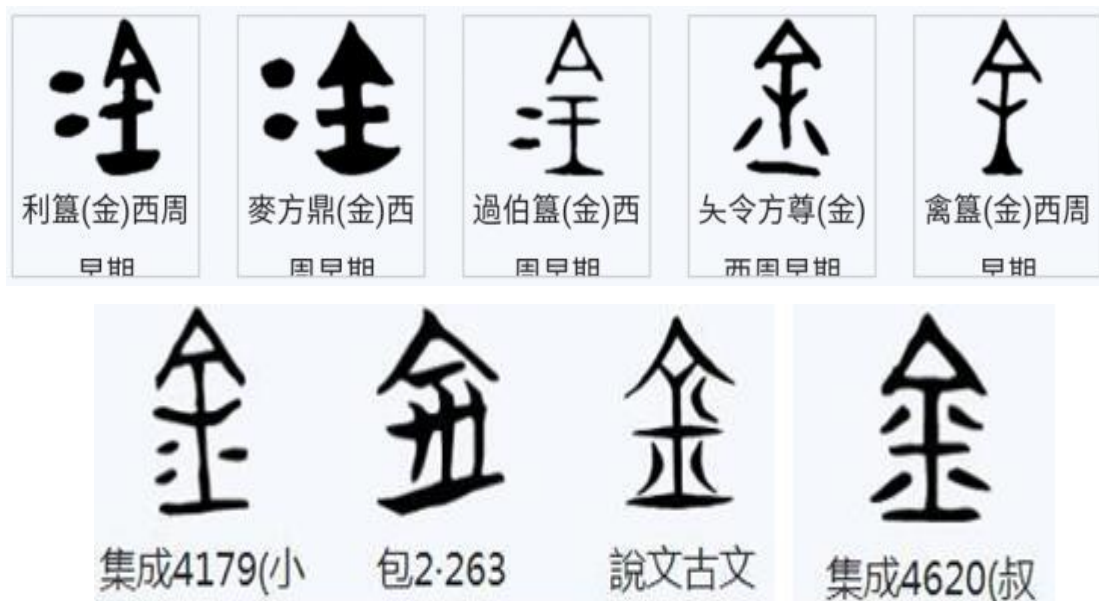 利簋(金)西周
早期
麥方鼎(金)西
周早期
過伯簋(金)西
周早期
夨令方尊(金)
西周早期
禽簋(金)西周
早期
集成4179(小
包2·263
說文古文
集成4620(叔